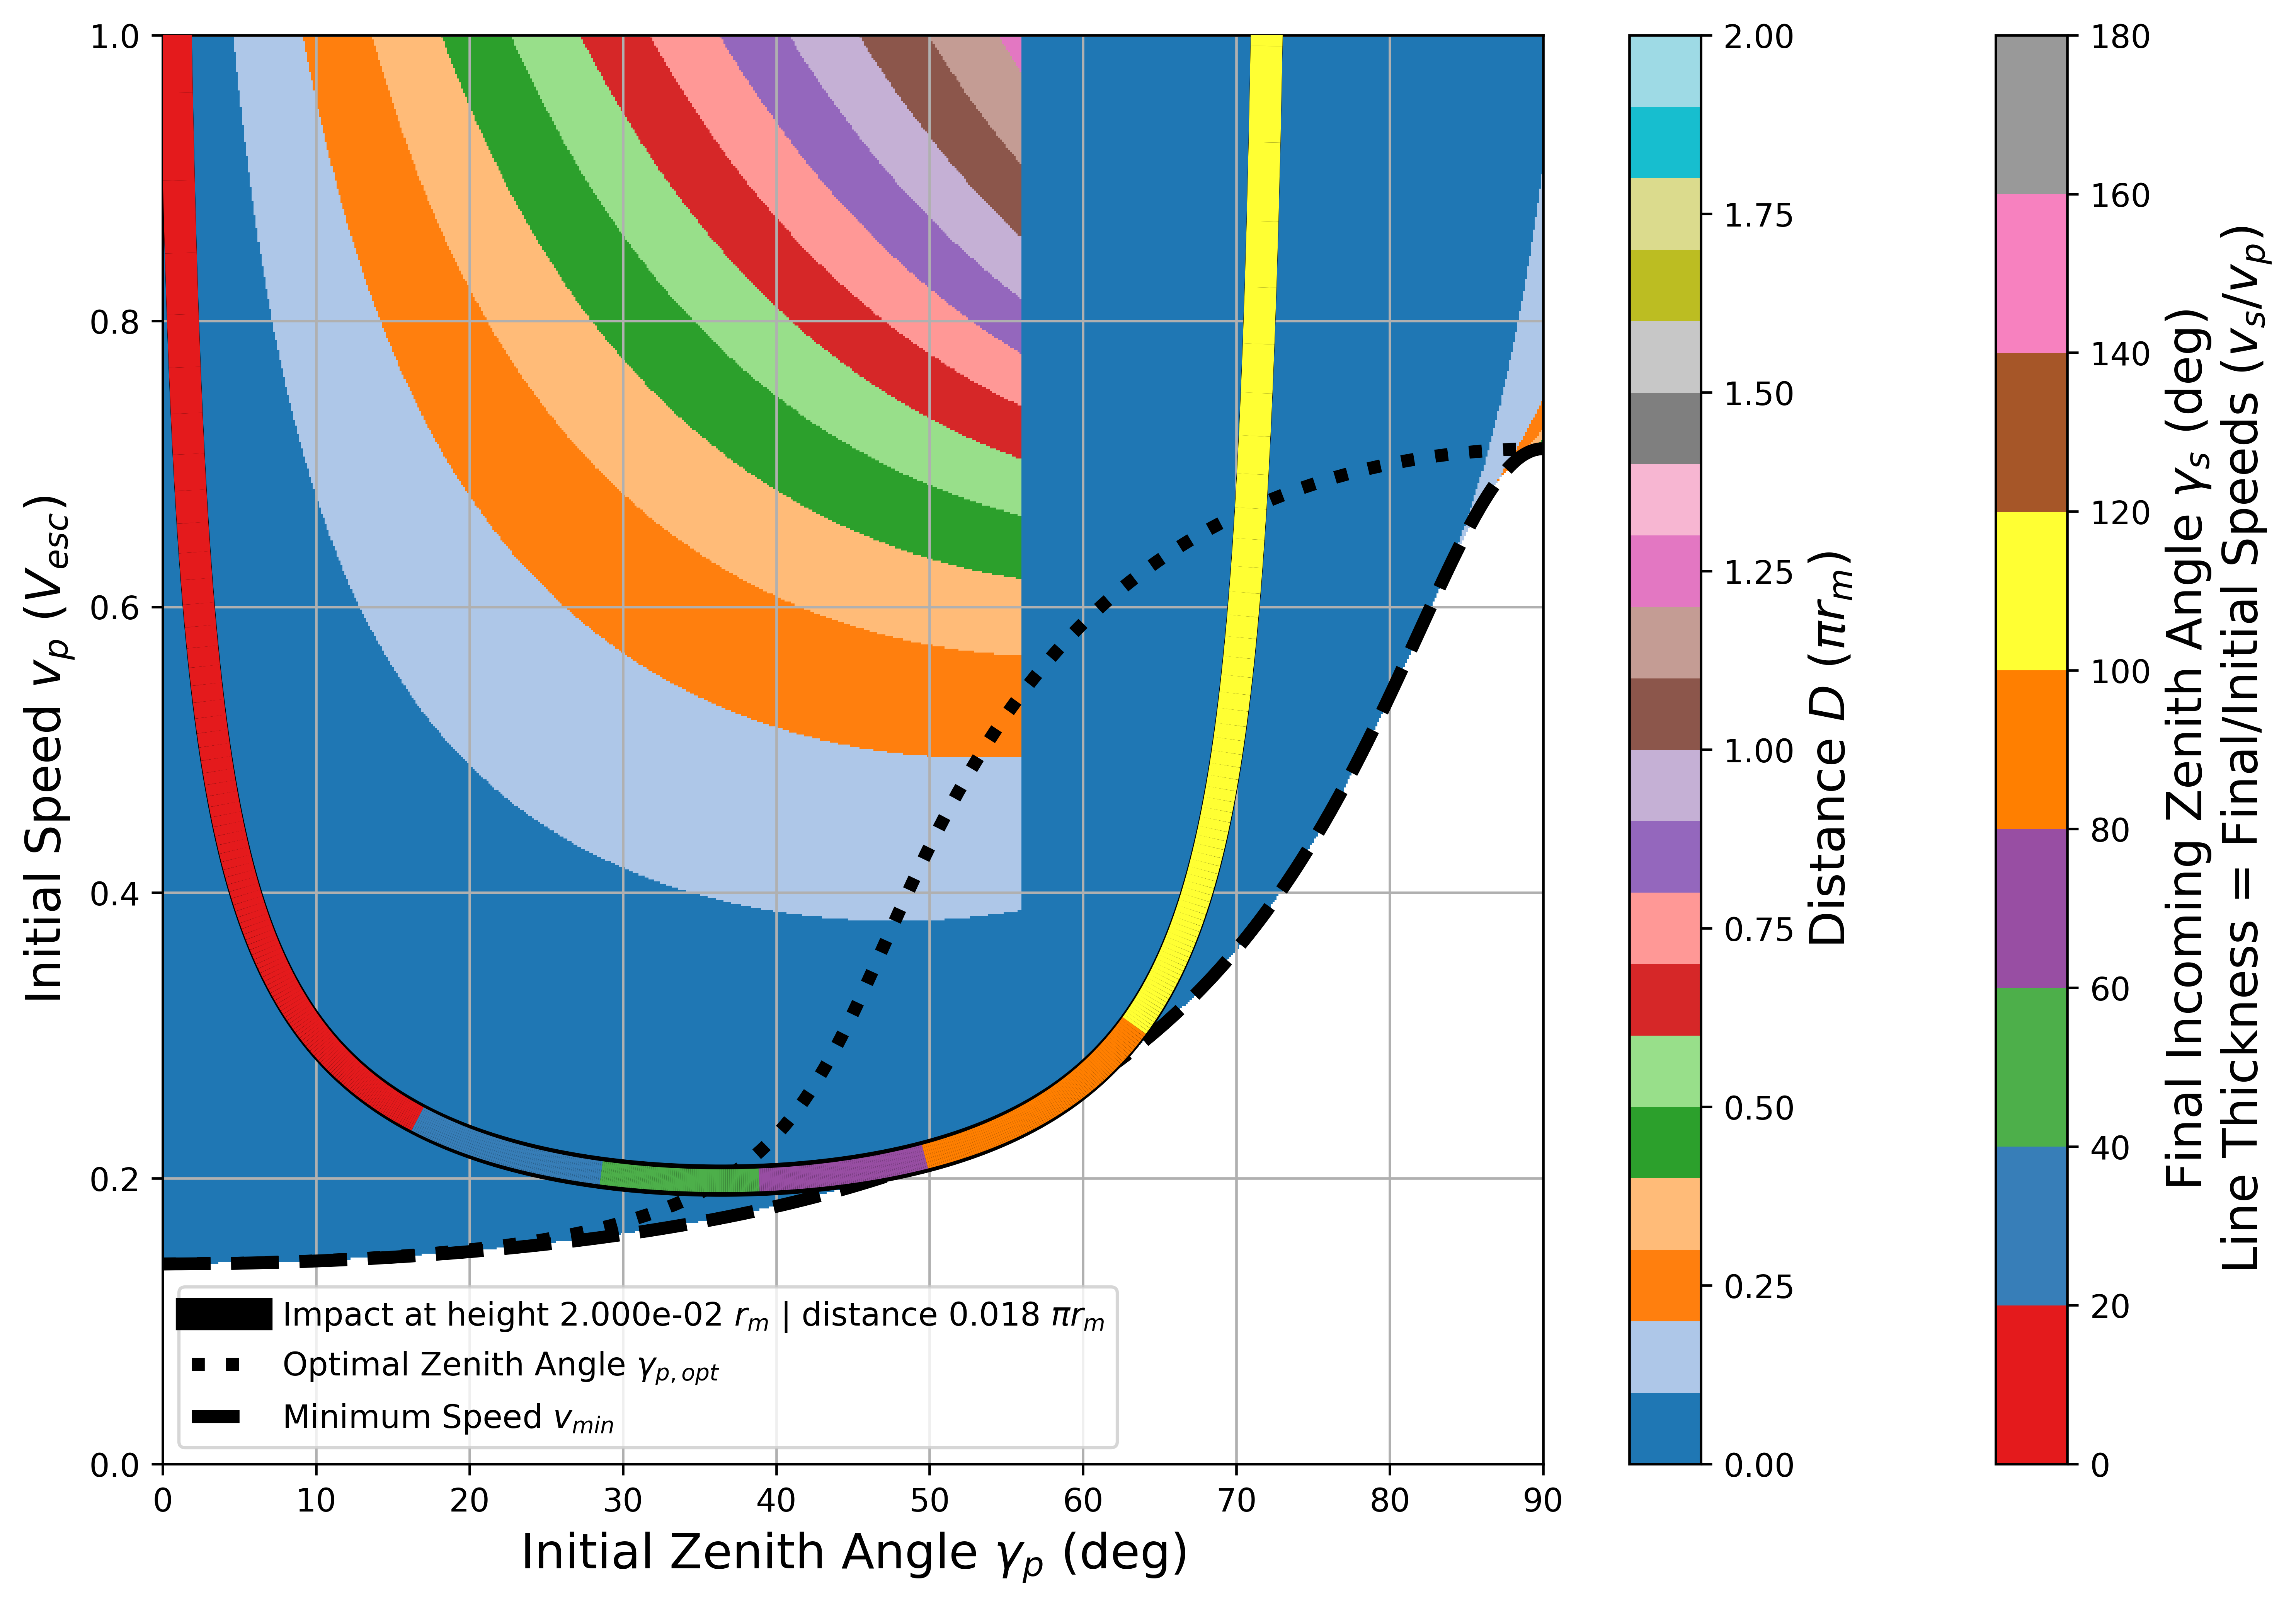 1.0
0.8
0.6
0.4
0.2
0.0
Initial Speed v_p (V_esc)
0 10 20 30 40 50 60 70 80 90
Initial Zenith Angle γ_p (deg)
Impact at height 2.000e-02 r_m | distance 0.018 πr_m
Optimal Zenith Angle γ_p,opt
Minimum Speed v_min
2.00
1.75
1.50
1.25
1.00
0.75
0.50
0.25
0.00
Distance D (πr_m)
180
160
140
120
100
80
60
40
20
0
Final Incoming Zenith Angle γ_s (deg)
Line Thickness = Final/Initial Speeds (v_s/v_p)